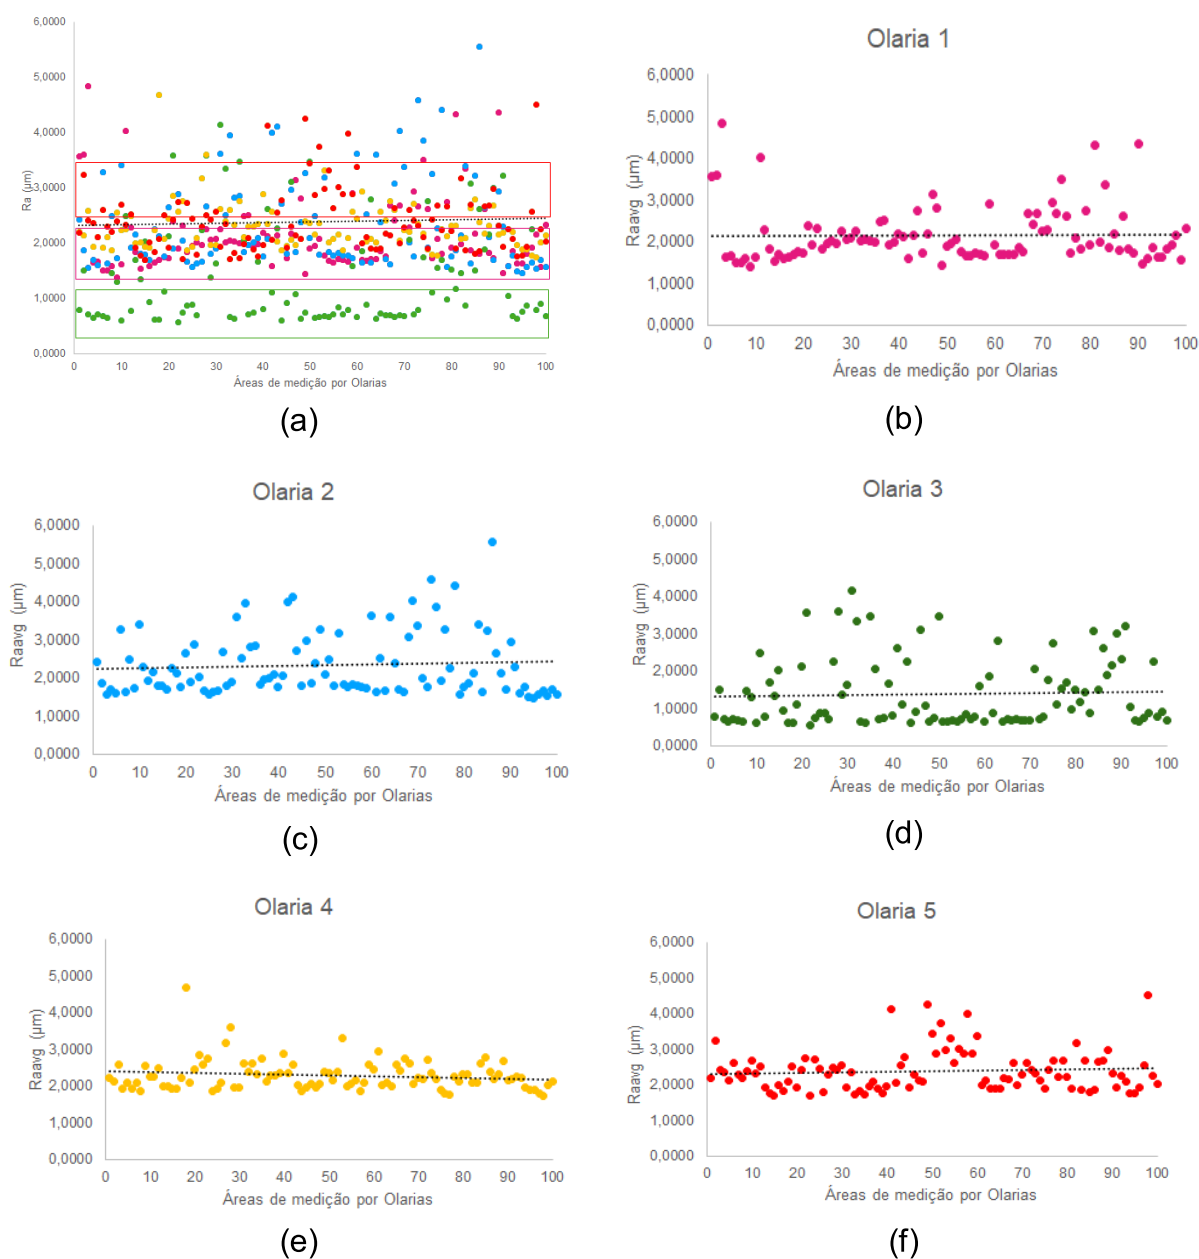 6,0000
5,0000
4,0000
3,0000
2,0000
1,0000
0,0000
Ra (µm)
0 10 20 30 40 50 60 70 80 90 100
Áreas de medição por Olarias
(a)
Olaria 1
6,0000
5,0000
4,0000
3,0000
2,0000
1,0000
0,0000
Raavg (µm)
0 10 20 30 40 50 60 70 80 90 100
Áreas de medição por Olarias
(b)
Olaria 2
6,0000
5,0000
4,0000
3,0000
2,0000
1,0000
0,0000
Raavg (µm)
0 10 20 30 40 50 60 70 80 90 100
Áreas de medição por Olarias
(c)
Olaria 3
6,0000
5,0000
4,0000
3,0000
2,0000
1,0000
0,0000
Raavg (µm)
0 10 20 30 40 50 60 70 80 90 100
Áreas de medição por Olarias
(d)
Olaria 4
6,0000
5,0000
4,0000
3,0000
2,0000
1,0000
0,0000
Raavg (µm)
0 10 20 30 40 50 60 70 80 90 100
Áreas de medição por Olarias
(e)
Olaria 5
6,0000
5,0000
4,0000
3,0000
2,0000
1,0000
0,0000
Raavg (µm)
0 10 20 30 40 50 60 70 80 90 100
Áreas de medição por Olarias
(f)